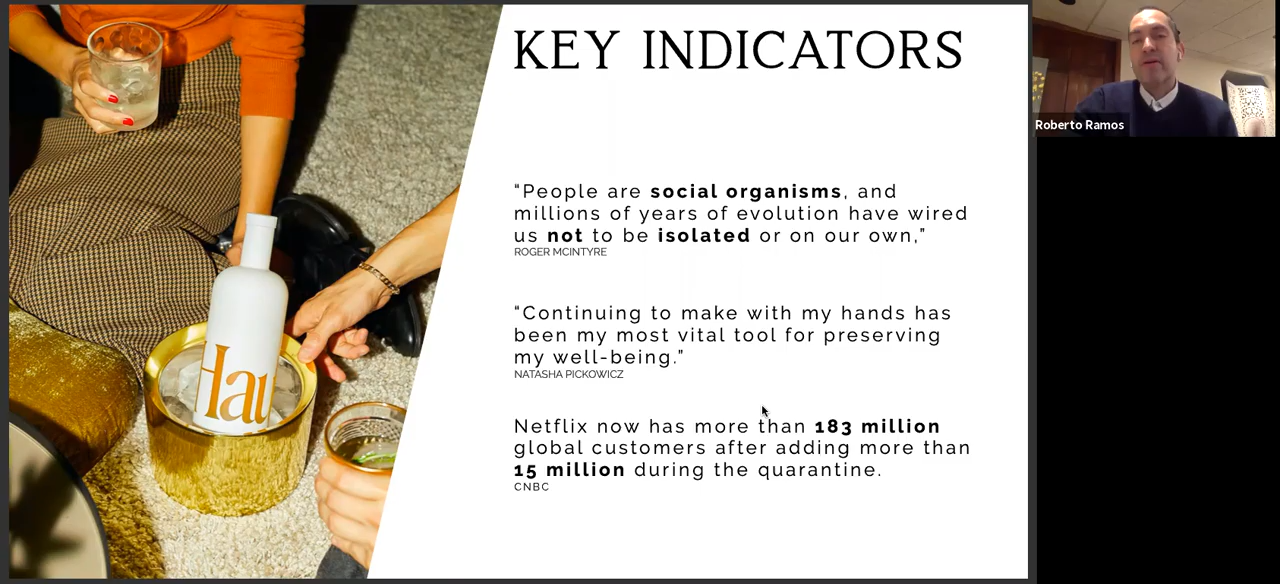 KEY INDICATORS
“People are social organisms, and
millions of years of evolution have wired
us not to be isolated or on our own,”
ROGER MCINTYRE
“Continuing to make with my hands has
been my most vital tool for preserving
my well-being.”
NATASHA PICKOWICZ
Netflix now has more than 183 million
global customers after adding more than
15 million during the quarantine.
CNBC
Hau
Roberto Ramos